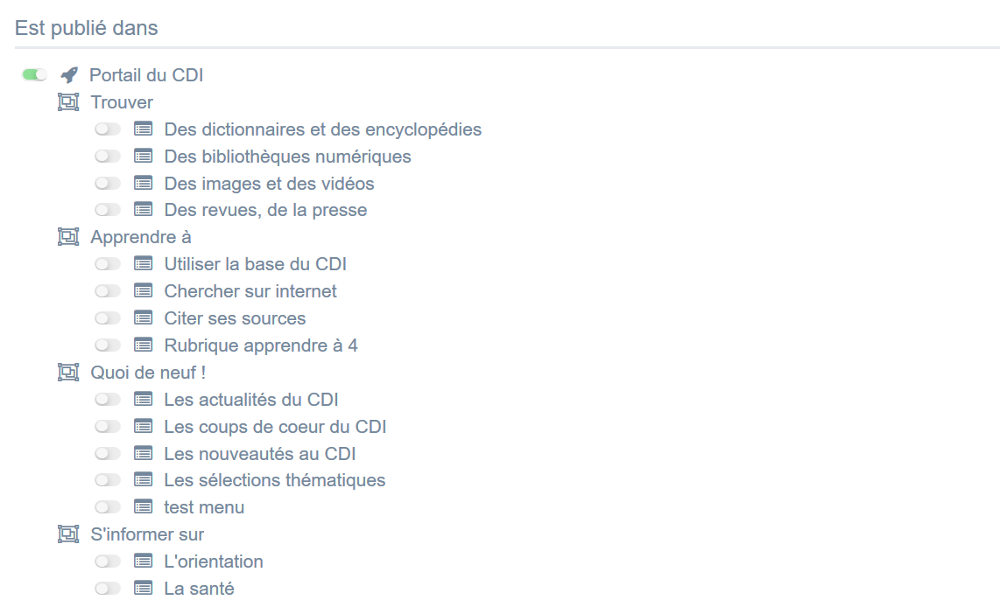 Est publié dans
Portail du CDI
Trouver
Des dictionnaires et des encyclopédies
Des bibliothèques numériques
Des images et des vidéos
Des revues, de la presse
Apprendre à
Utiliser la base du CDI
Chercher sur internet
Citer ses sources
Rubrique apprendre à 4
Quoi de neuf !
Les actualités du CDI
Les coups de coeur du CDI
Les nouveautés au CDI
Les sélections thématiques
test menu
S'informer sur
L'orientation
La santé